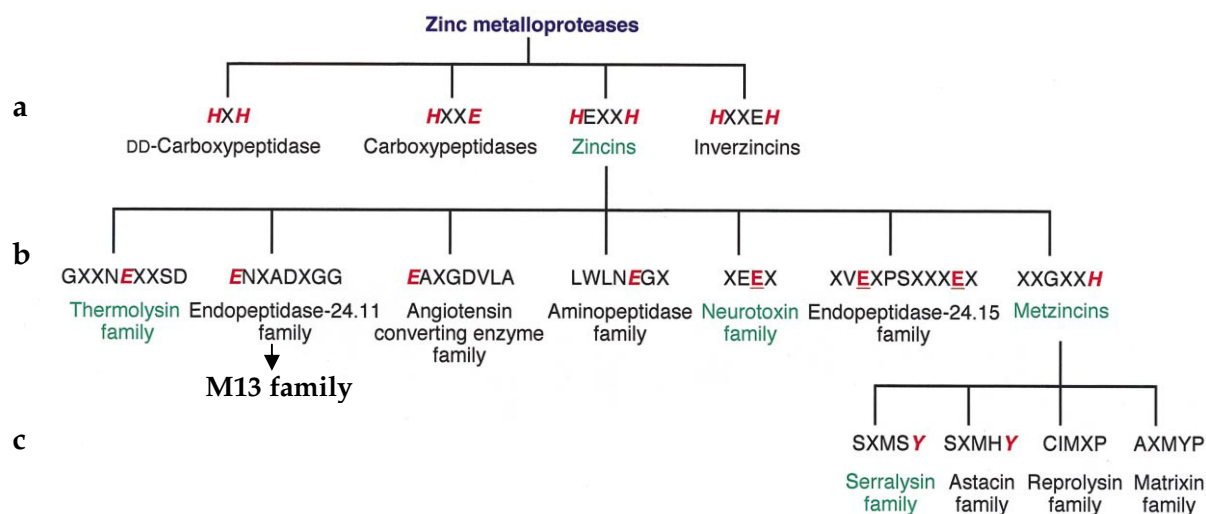 Zinc metalloproteases
a
HXH HXXE HEXXH HXXEH
DD-Carboxypeptidase Carboxypeptidases Zincins Inverzincins
b
GXXNEXXSD ENXADXGG EAXGDVLA LWLNEGX XEEX XVEXPSXXXEX XXGXXH
Thermolysin Endopeptidase-24.11 Angiotensin Aminopeptidase Neurotoxin Endopeptidase-24.15 Metzincins
family family converting enzyme family family family
family
M13 family
c
SXMSY SXMHY CIMXP AXMYP
Serralysin Astacin Reprolysin Matrixin
family family family family